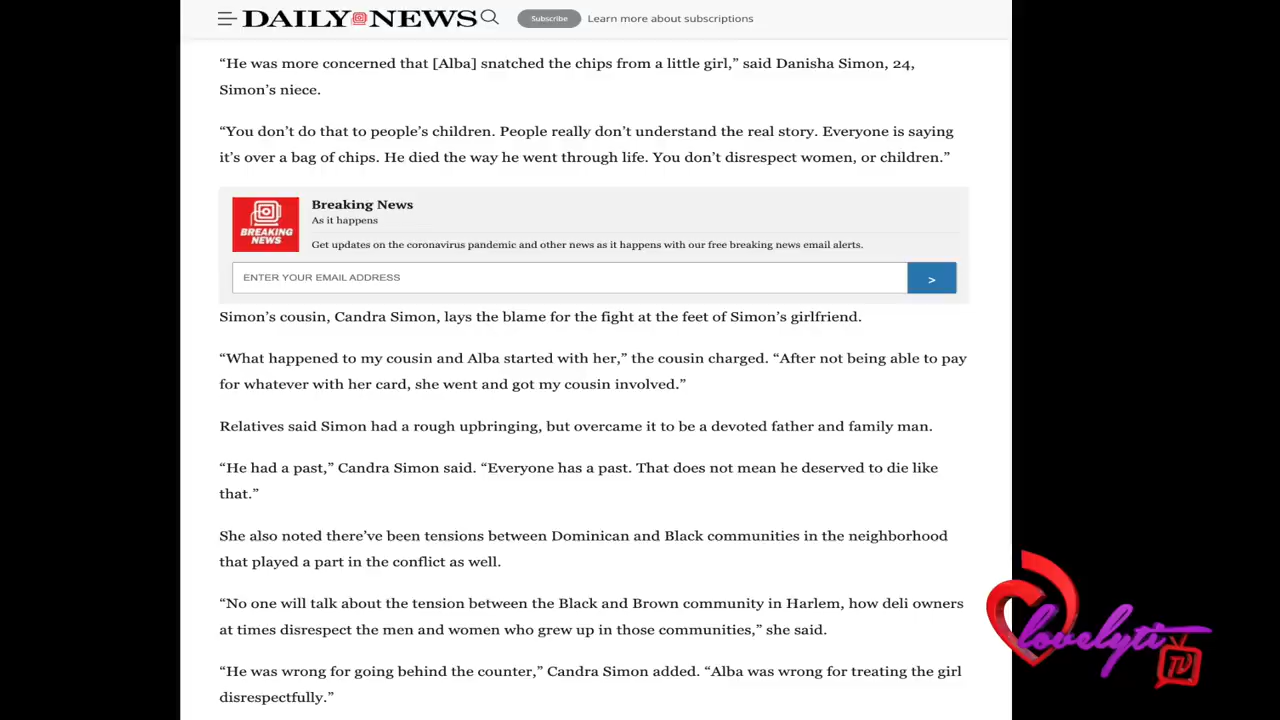 DAILY NEWS
Subscribe
Learn more about subscriptions
“He was more concerned that [Alba] snatched the chips from a little girl,” said Danisha Simon, 24,
Simon’s niece.
“You don’t do that to people’s children. People really don’t understand the real story. Everyone is saying
it’s over a bag of chips. He died the way he went through life. You don’t disrespect women, or children.”
BREAKING
NEWS
Breaking News
As it happens
Get updates on the coronavirus pandemic and other news as it happens with our free breaking news email alerts.
ENTER YOUR EMAIL ADDRESS
>
Simon’s cousin, Candra Simon, lays the blame for the fight at the feet of Simon’s girlfriend.
“What happened to my cousin and Alba started with her,” the cousin charged. “After not being able to pay
for whatever with her card, she went and got my cousin involved.”
Relatives said Simon had a rough upbringing, but overcame it to be a devoted father and family man.
“He had a past,” Candra Simon said. “Everyone has a past. That does not mean he deserved to die like
that.”
She also noted there’ve been tensions between Dominican and Black communities in the neighborhood
that played a part in the conflict as well.
“No one will talk about the tension between the Black and Brown community in Harlem, how deli owners
at times disrespect the men and women who grew up in those communities,” she said.
“He was wrong for going behind the counter,” Candra Simon added. “Alba was wrong for treating the girl
disrespectfully.”
lovelyti
TV